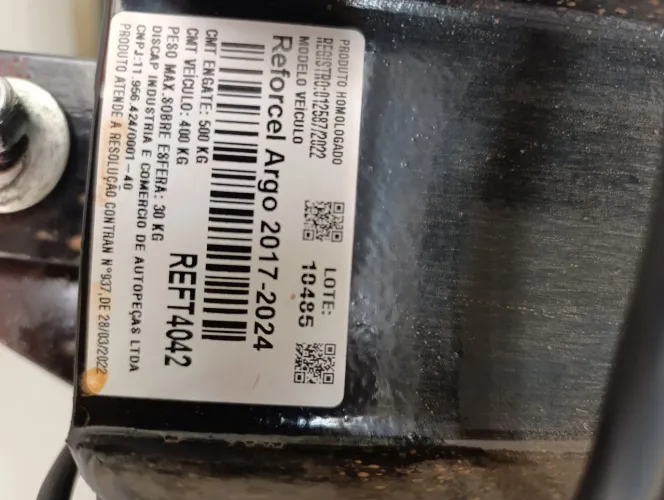 PRODUTO HOMOLOGADO
REGISTRO:012587/2022
MODELO VEÍCULO
LOTE:
10485
Reforcel Argo 2017-2024
CMT ENGATE: 500 KG
CMT VEÍCULO: 400 KG
PESO MAX.SOBRE ESFERA: 30 KG
REFT4042
DISCAP INDUSTRIA E COMERCIO DE AUTOPEÇAS LTDA
CNPJ:11.956.424/0001-40
PRODUTO ATENDE A RESOLUÇÃO CONTRAN N°937,DE 28/03/2022